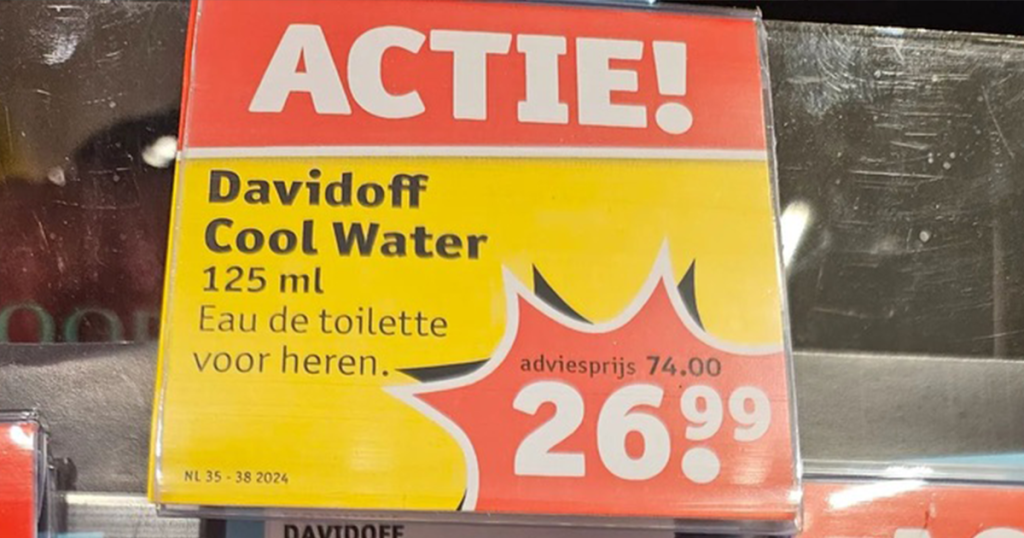 ACTIE!
Davidoff
Cool Water
125 ml
Eau de toilette
voor heren.
adviesprijs 74.00
26.99
NL 35 - 38 2024
DAVIDOFF